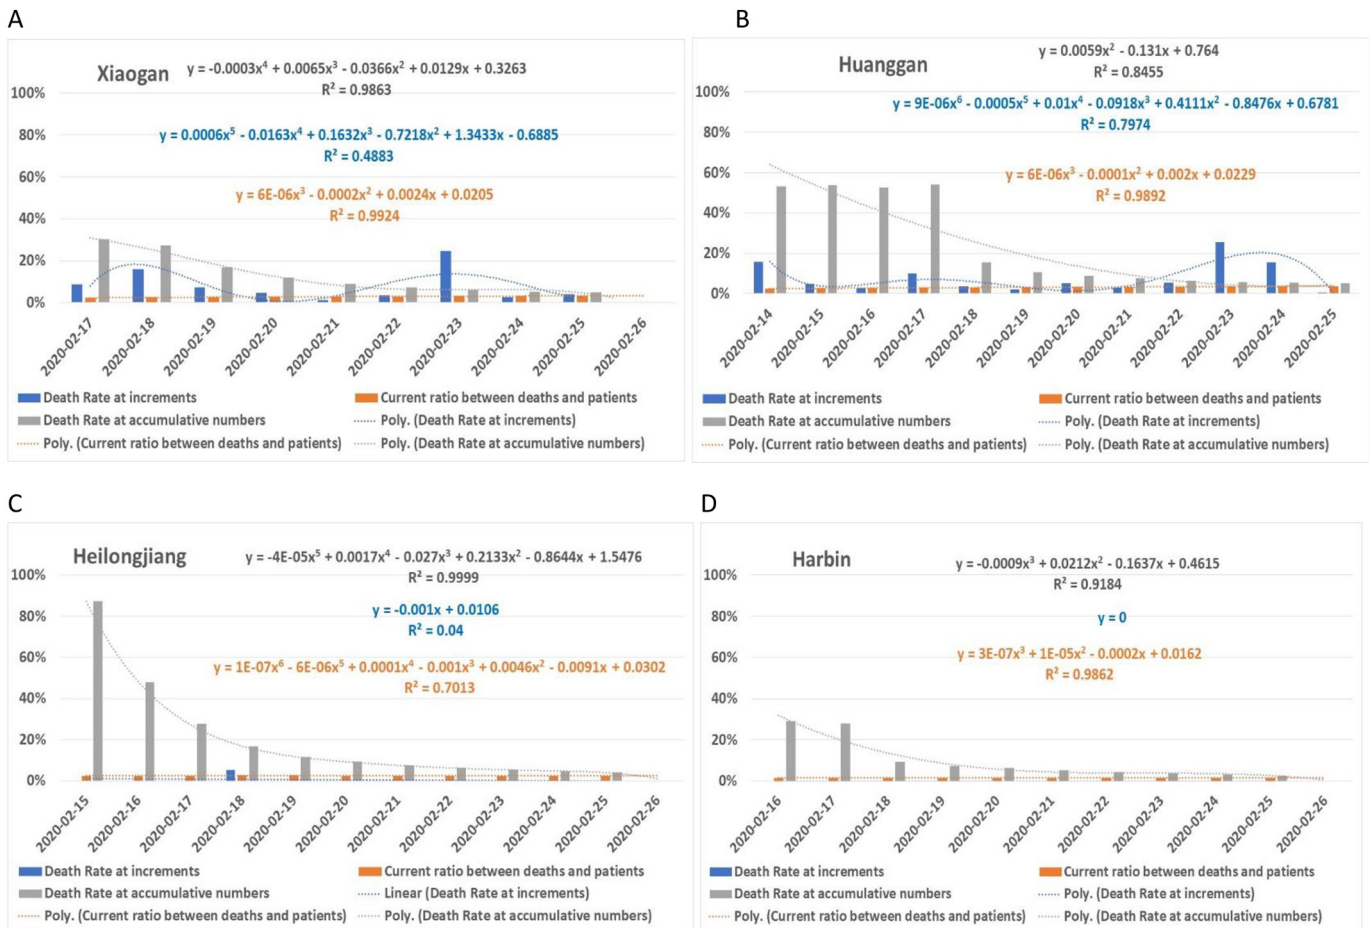 A
Xiaogan
y = -0.0003x⁴ + 0.0065x³ - 0.0366x² + 0.0129x + 0.3263
R² = 0.9863
y = 0.0006x⁵ - 0.0163x⁴ + 0.1632x³ - 0.7218x² + 1.3433x - 0.6885
R² = 0.4883
y = 6E-06x³ - 0.0002x² + 0.0024x + 0.0205
R² = 0.9924
100%
80%
60%
40%
20%
0%
2020-02-17
2020-02-18
2020-02-19
2020-02-20
2020-02-21
2020-02-22
2020-02-23
2020-02-24
2020-02-25
2020-02-26
Death Rate at increments
Current ratio between deaths and patients
Death Rate at accumulative numbers
Poly. (Death Rate at increments)
Poly. (Current ratio between deaths and patients)
Poly. (Death Rate at accumulative numbers)
B
Huanggan
y = 0.0059x² - 0.131x + 0.764
R² = 0.8455
y = 9E-06x⁶ - 0.0005x⁵ + 0.01x⁴ - 0.0918x³ + 0.4111x² - 0.8476x + 0.6781
R² = 0.7974
y = 6E-06x³ - 0.0001x² + 0.002x + 0.0229
R² = 0.9892
100%
80%
60%
40%
20%
0%
2020-02-14
2020-02-15
2020-02-16
2020-02-17
2020-02-18
2020-02-19
2020-02-20
2020-02-21
2020-02-22
2020-02-23
2020-02-24
2020-02-25
Death Rate at increments
Current ratio between deaths and patients
Death Rate at accumulative numbers
Poly. (Death Rate at increments)
Poly. (Current ratio between deaths and patients)
Poly. (Death Rate at accumulative numbers)
C
Heilongjiang
y = -4E-05x⁵ + 0.0017x⁴ - 0.027x³ + 0.2133x² - 0.8644x + 1.5476
R² = 0.9999
y = -0.001x + 0.0106
R² = 0.04
y = 1E-07x⁶ - 6E-06x⁵ + 0.0001x⁴ - 0.001x³ + 0.0046x² - 0.0091x + 0.0302
R² = 0.7013
100%
80%
60%
40%
20%
0%
2020-02-15
2020-02-16
2020-02-17
2020-02-18
2020-02-19
2020-02-20
2020-02-21
2020-02-22
2020-02-23
2020-02-24
2020-02-25
2020-02-26
Death Rate at increments
Current ratio between deaths and patients
Death Rate at accumulative numbers
Linear (Death Rate at increments)
Poly. (Current ratio between deaths and patients)
Poly. (Death Rate at accumulative numbers)
D
Harbin
y = -0.0009x³ + 0.0212x² - 0.1637x + 0.4615
R² = 0.9184
y = 0
y = 3E-07x³ + 1E-05x² - 0.0002x + 0.0162
R² = 0.9862
100%
80%
60%
40%
20%
0%
2020-02-16
2020-02-17
2020-02-18
2020-02-19
2020-02-20
2020-02-21
2020-02-22
2020-02-23
2020-02-24
2020-02-25
2020-02-26
Death Rate at increments
Current ratio between deaths and patients
Death Rate at accumulative numbers
Poly. (Death Rate at increments)
Poly. (Current ratio between deaths and patients)
Poly. (Death Rate at accumulative numbers)